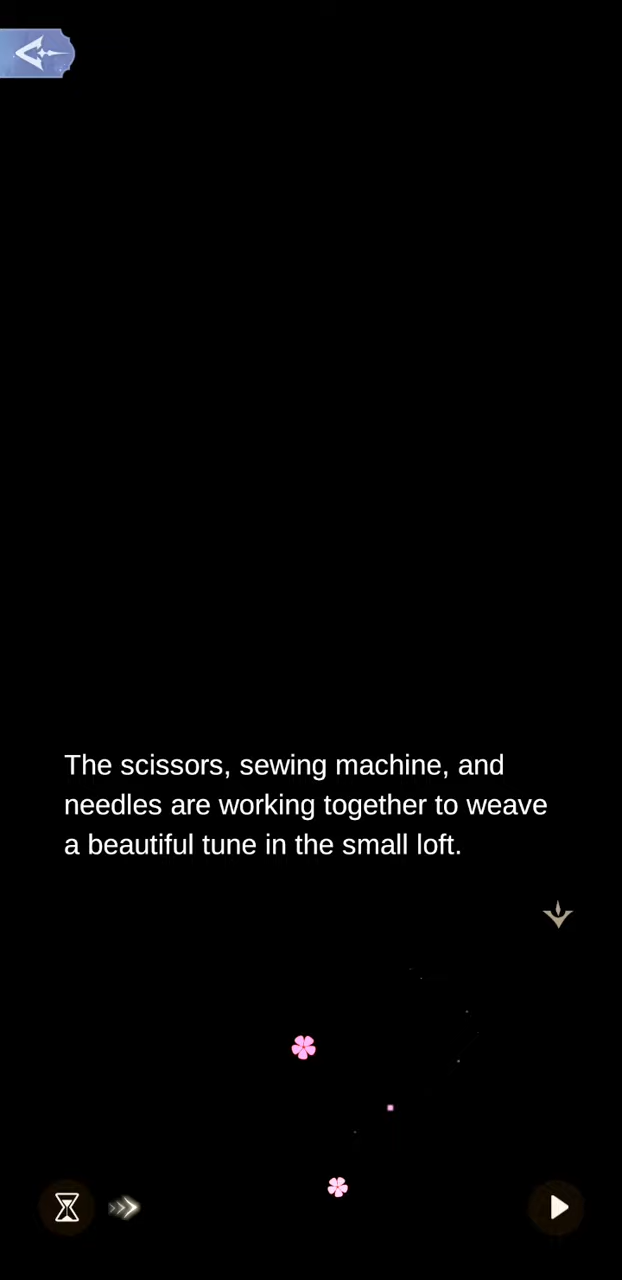 The scissors, sewing machine, and
needles are working together to weave
a beautiful tune in the small loft.